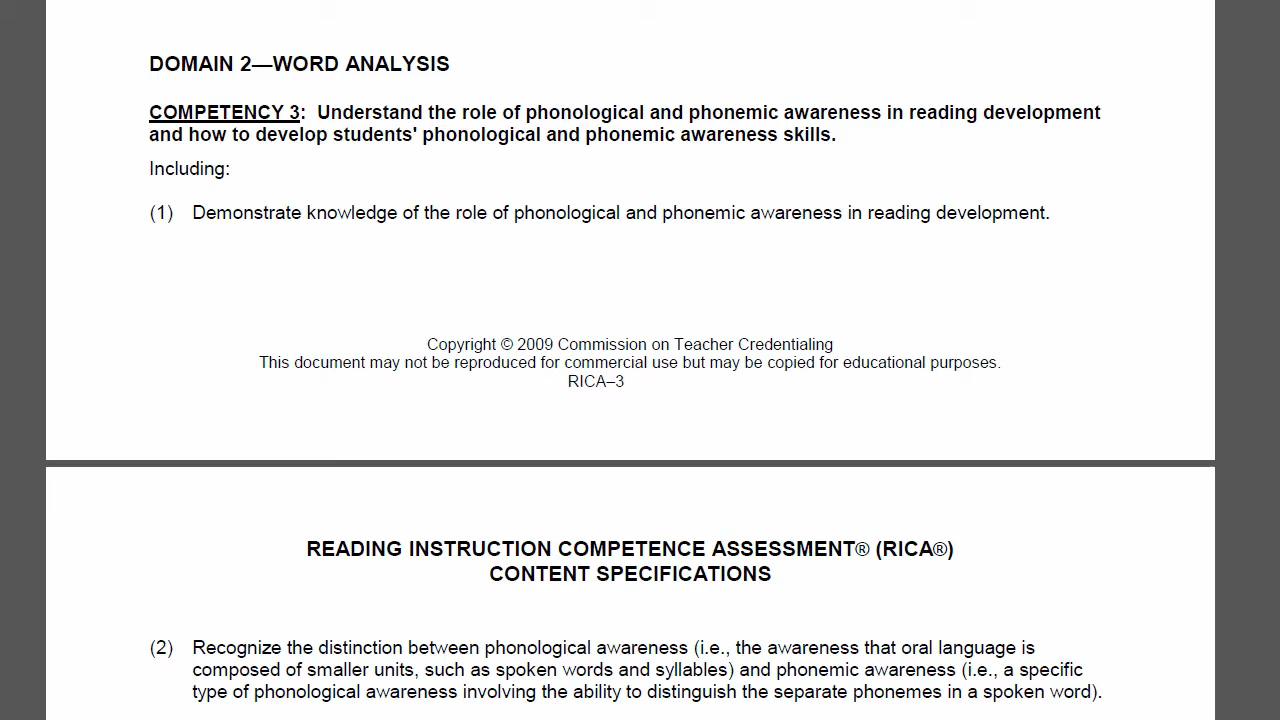 DOMAIN 2—WORD ANALYSIS
COMPETENCY 3: Understand the role of phonological and phonemic awareness in reading development
and how to develop students' phonological and phonemic awareness skills.
Including:
(1) Demonstrate knowledge of the role of phonological and phonemic awareness in reading development.
Copyright © 2009 Commission on Teacher Credentialing
This document may not be reproduced for commercial use but may be copied for educational purposes.
RICA–3
READING INSTRUCTION COMPETENCE ASSESSMENT® (RICA®)
CONTENT SPECIFICATIONS
(2) Recognize the distinction between phonological awareness (i.e., the awareness that oral language is
composed of smaller units, such as spoken words and syllables) and phonemic awareness (i.e., a specific
type of phonological awareness involving the ability to distinguish the separate phonemes in a spoken word).